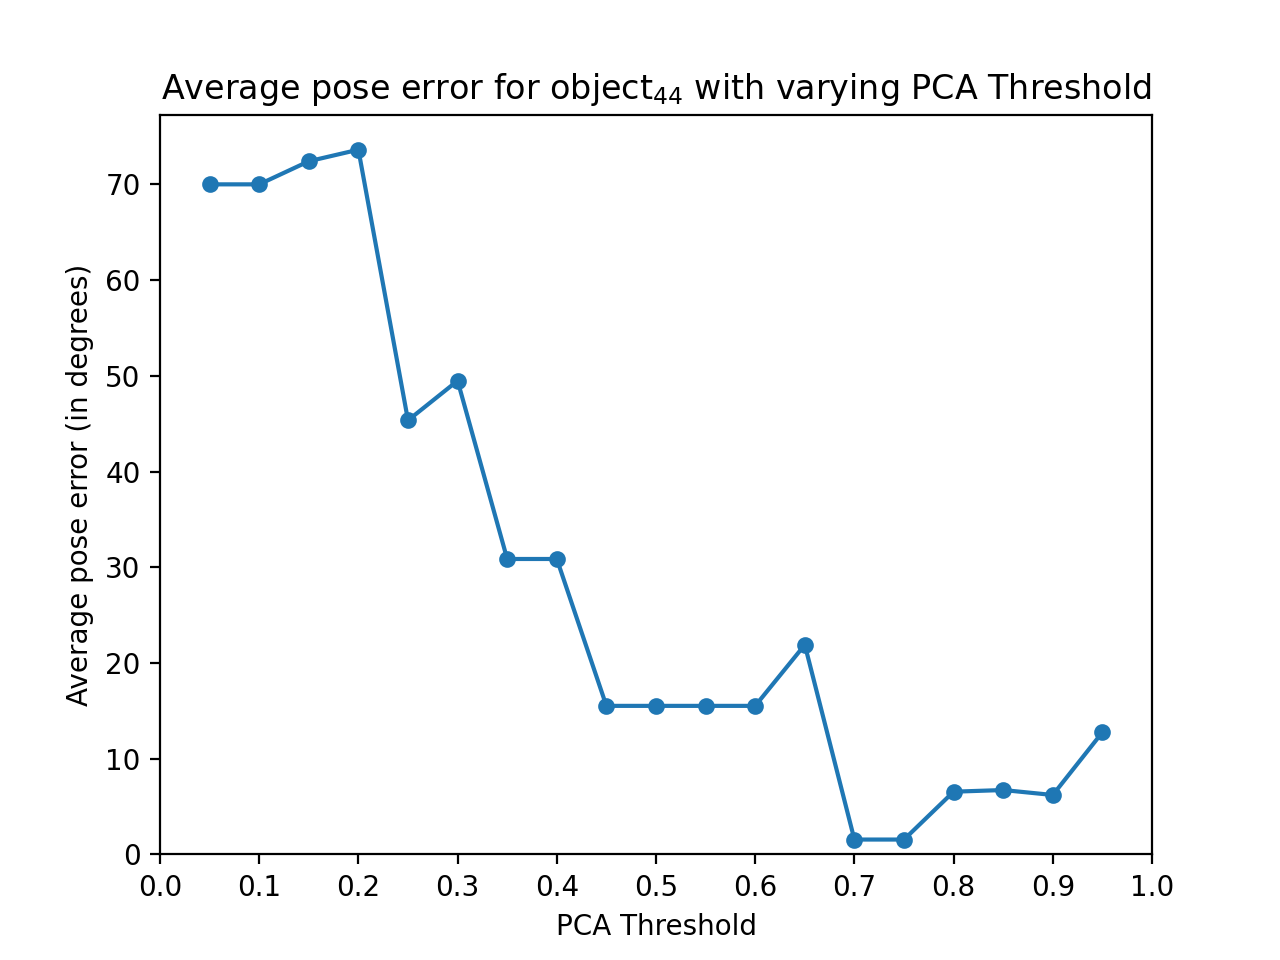 Average pose error for object₄₄ with varying PCA Threshold
Average pose error (in degrees)
70
60
50
40
30
20
10
0
0.0 0.1 0.2 0.3 0.4 0.5 0.6 0.7 0.8 0.9 1.0
PCA Threshold